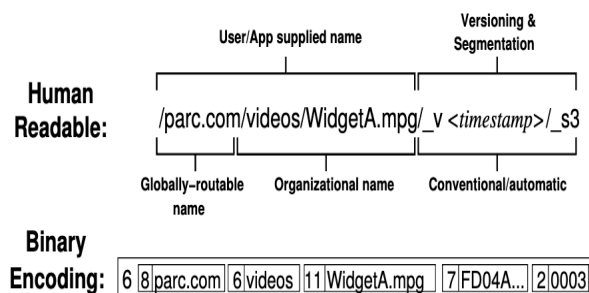 User/App supplied name
Versioning &
Segmentation
Human
Readable:
/parc.com/videos/WidgetA.mpg/_v <timestamp>/_s3
Globally-routable
name
Organizational name
Conventional/automatic
Binary
Encoding:
6 8 parc.com 6 videos 11 WidgetA.mpg 7 FD04A... 2 0003